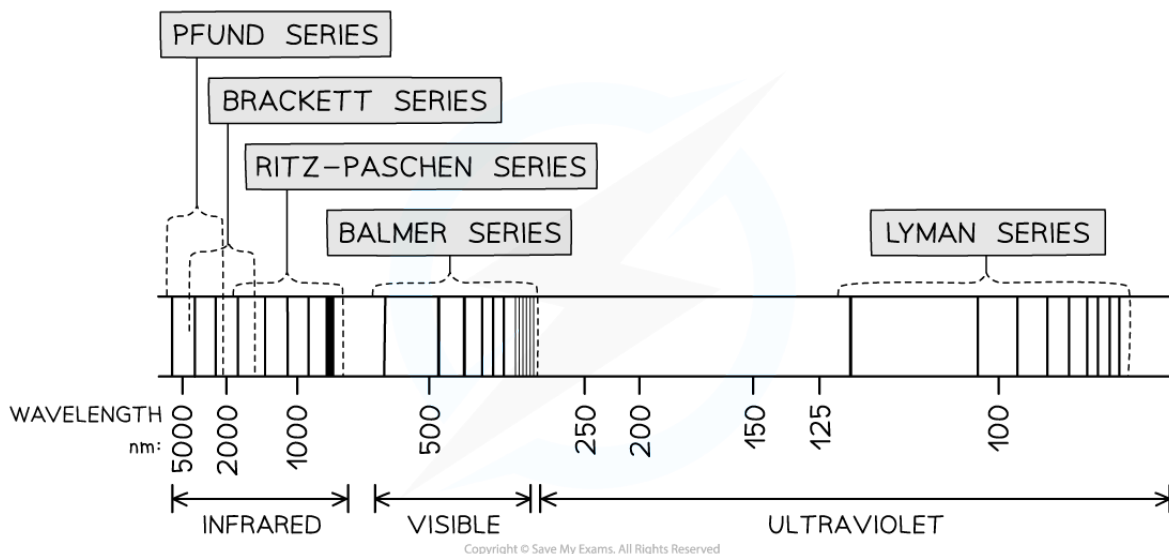 PFUND SERIES
BRACKETT SERIES
RITZ-PASCHEN SERIES
BALMER SERIES
LYMAN SERIES
WAVELENGTH
nm:
5000
2000
1000
500
250
200
150
125
100
INFRARED
VISIBLE
ULTRAVIOLET
Copyright © Save My Exams. All Rights Reserved